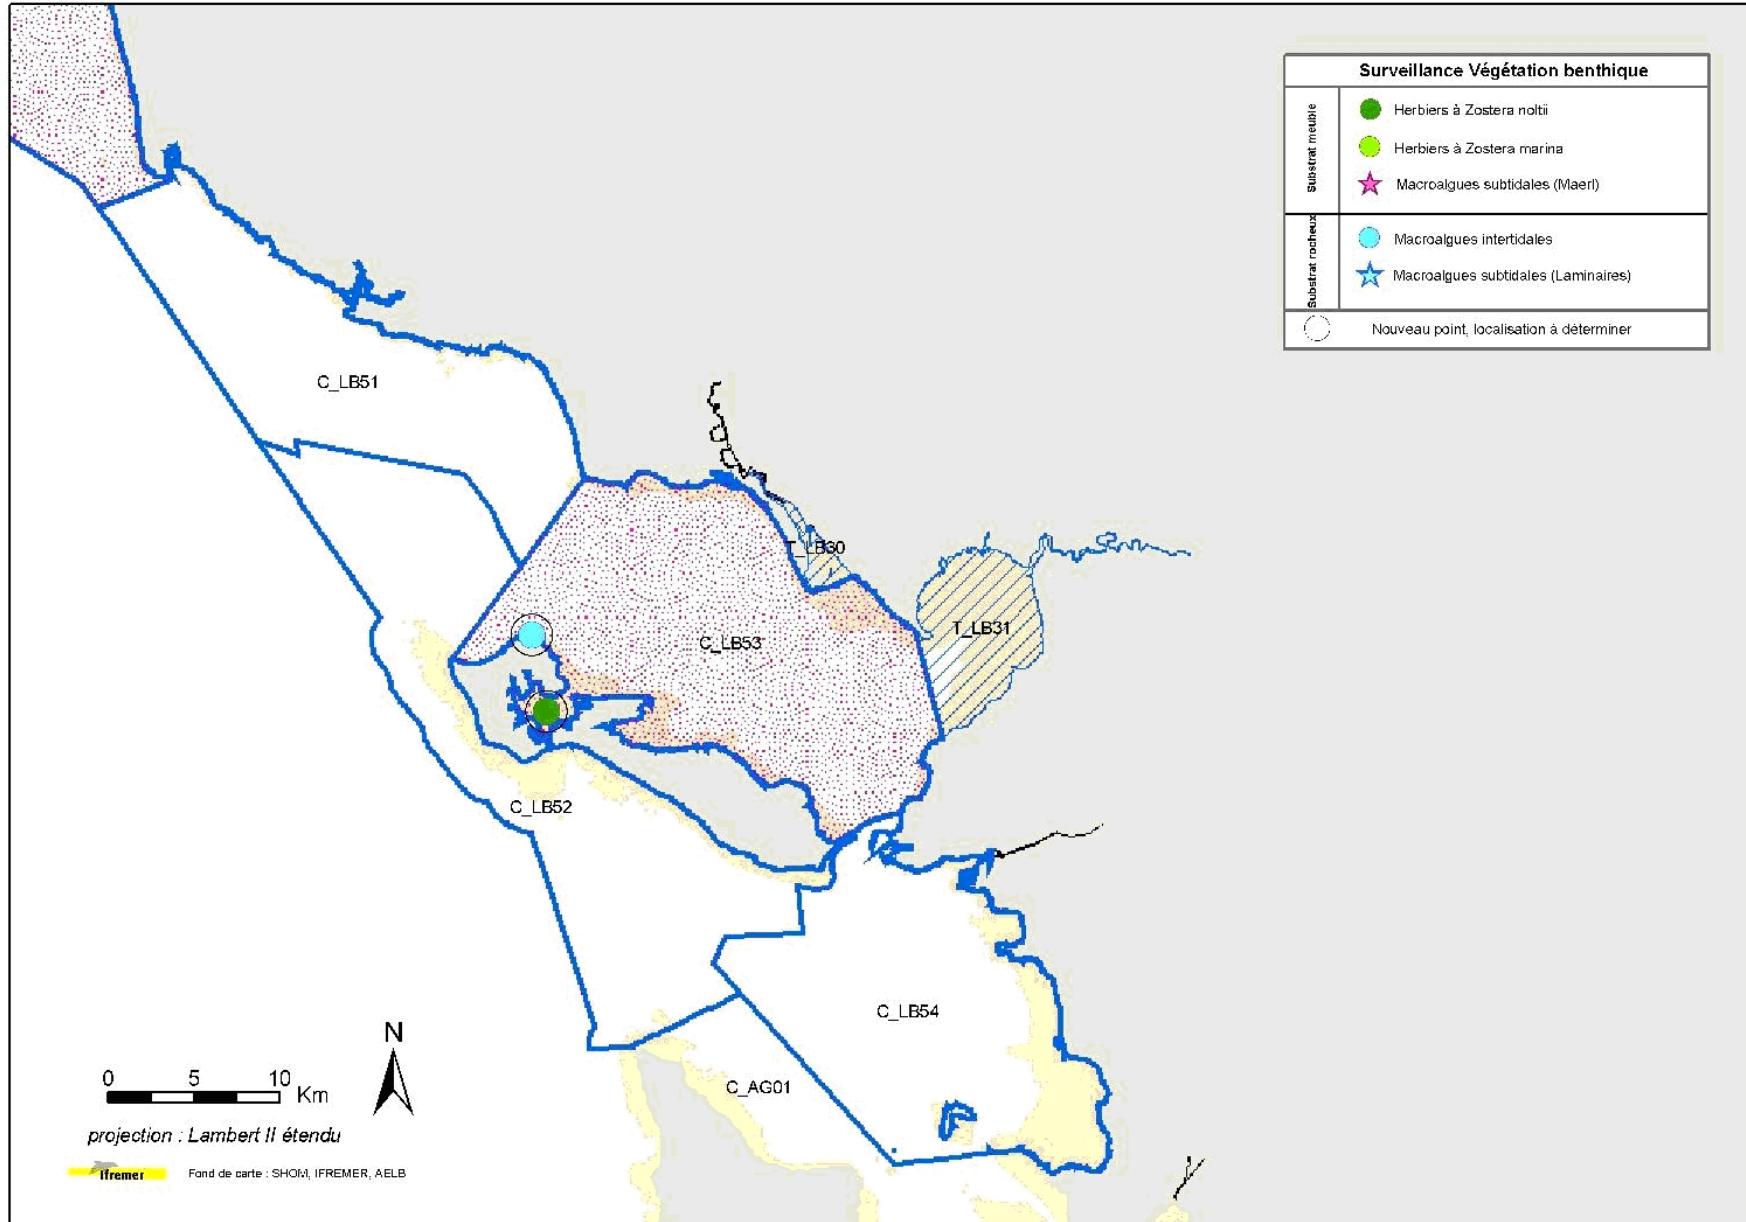 Surveillance Végétation benthique
Substrat meuble
Herbiers à Zostera noltii
Herbiers à Zostera marina
Macroalgues subtidales (Maerl)
Substrat rocheux
Macroalgues intertidales
Macroalgues subtidales (Laminaires)
Nouveau point, localisation à déterminer
C_LB51
T_LB30
T_LB31
C_LB53
C_LB52
C_LB54
C_AG01
N
0 5 10 Km
projection : Lambert II étendu
Ifremer
Fond de carte : SHOM, IFREMER, AELB